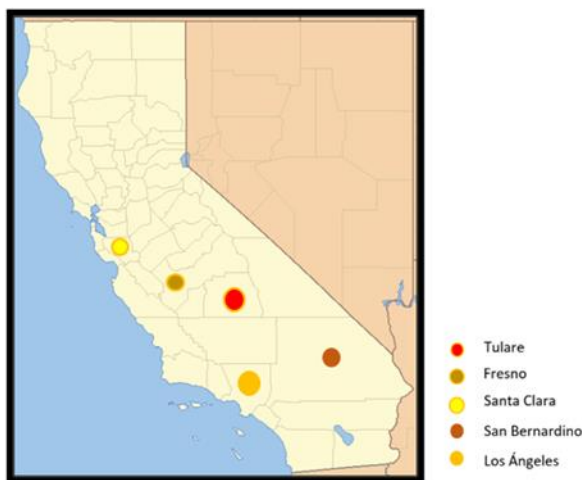 Tulare
Fresno
Santa Clara
San Bernardino
Los Ángeles